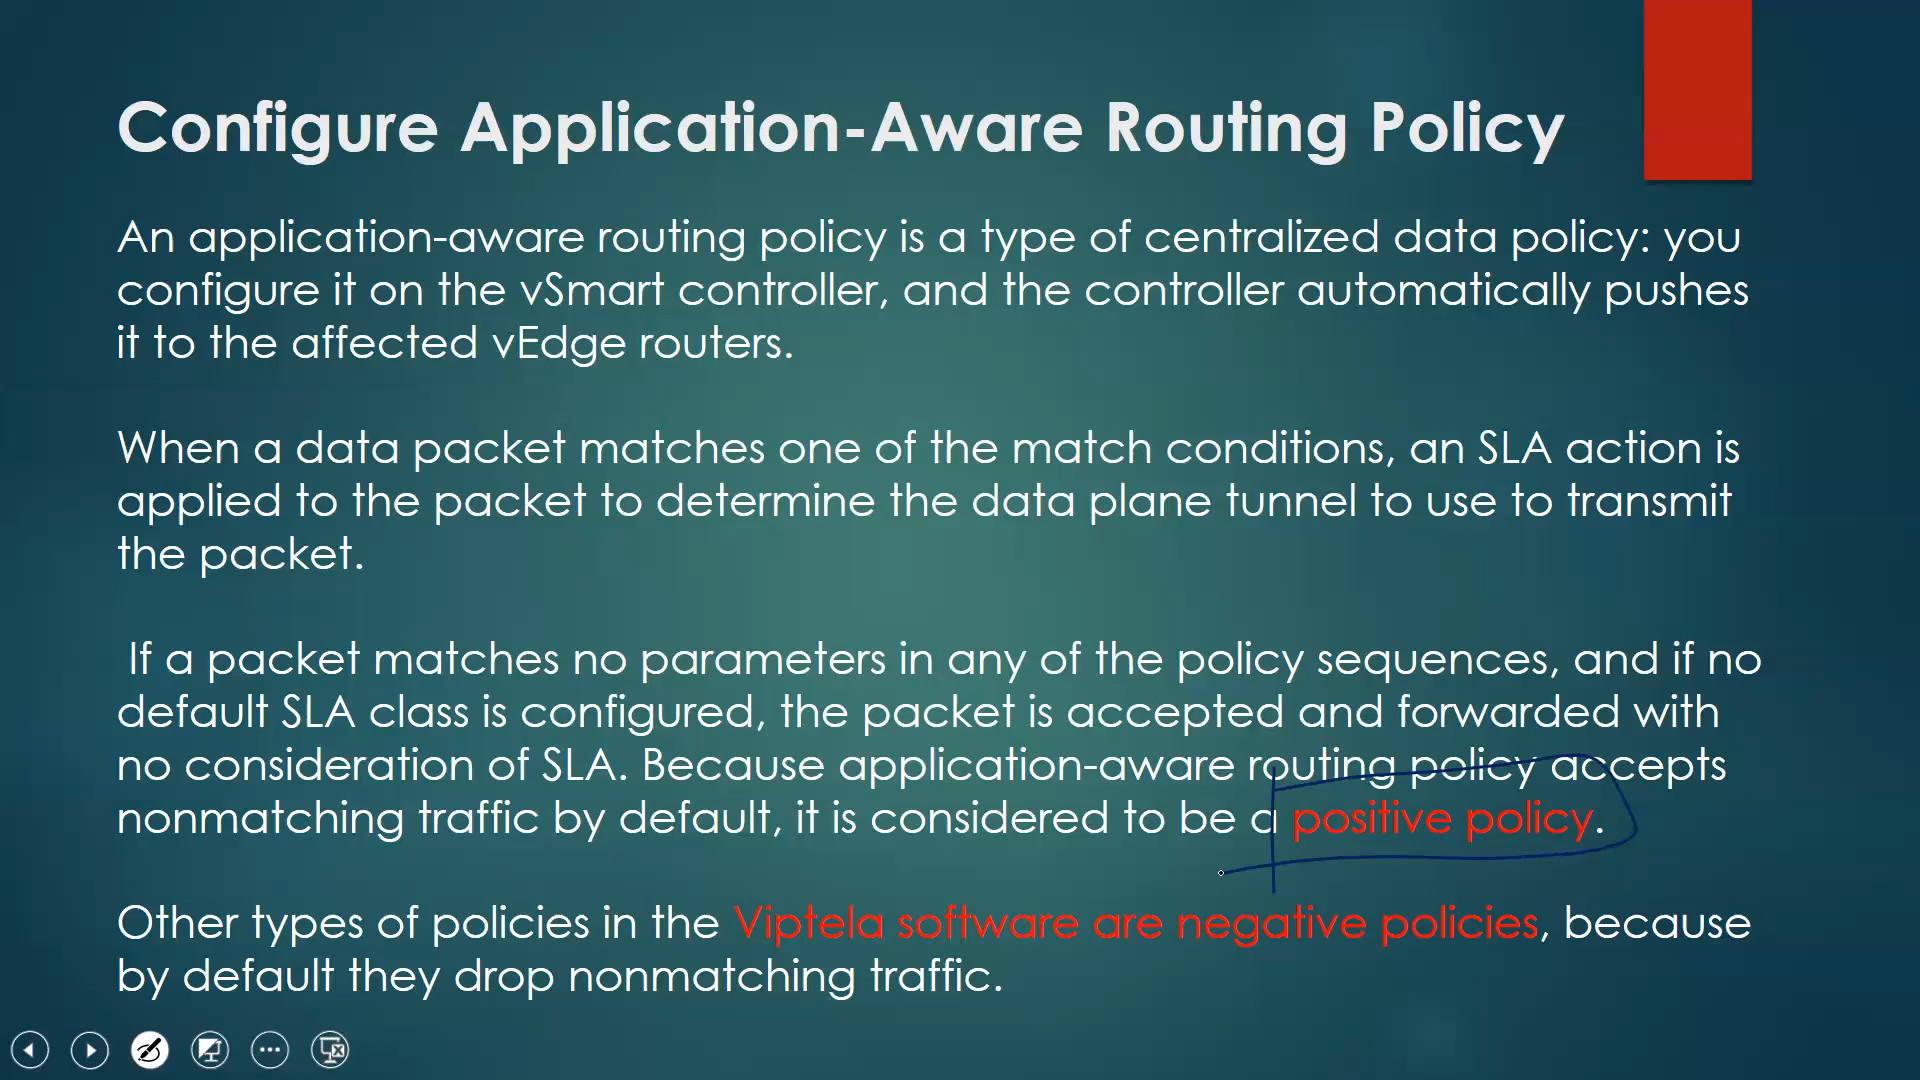 Configure Application-Aware Routing Policy
An application-aware routing policy is a type of centralized data policy: you
configure it on the vSmart controller, and the controller automatically pushes
it to the affected vEdge routers.
When a data packet matches one of the match conditions, an SLA action is
applied to the packet to determine the data plane tunnel to use to transmit
the packet.
If a packet matches no parameters in any of the policy sequences, and if no
default SLA class is configured, the packet is accepted and forwarded with
no consideration of SLA. Because application-aware routing policy accepts
nonmatching traffic by default, it is considered to be a positive policy.
Other types of policies in the Viptela software are negative policies, because
by default they drop nonmatching traffic.